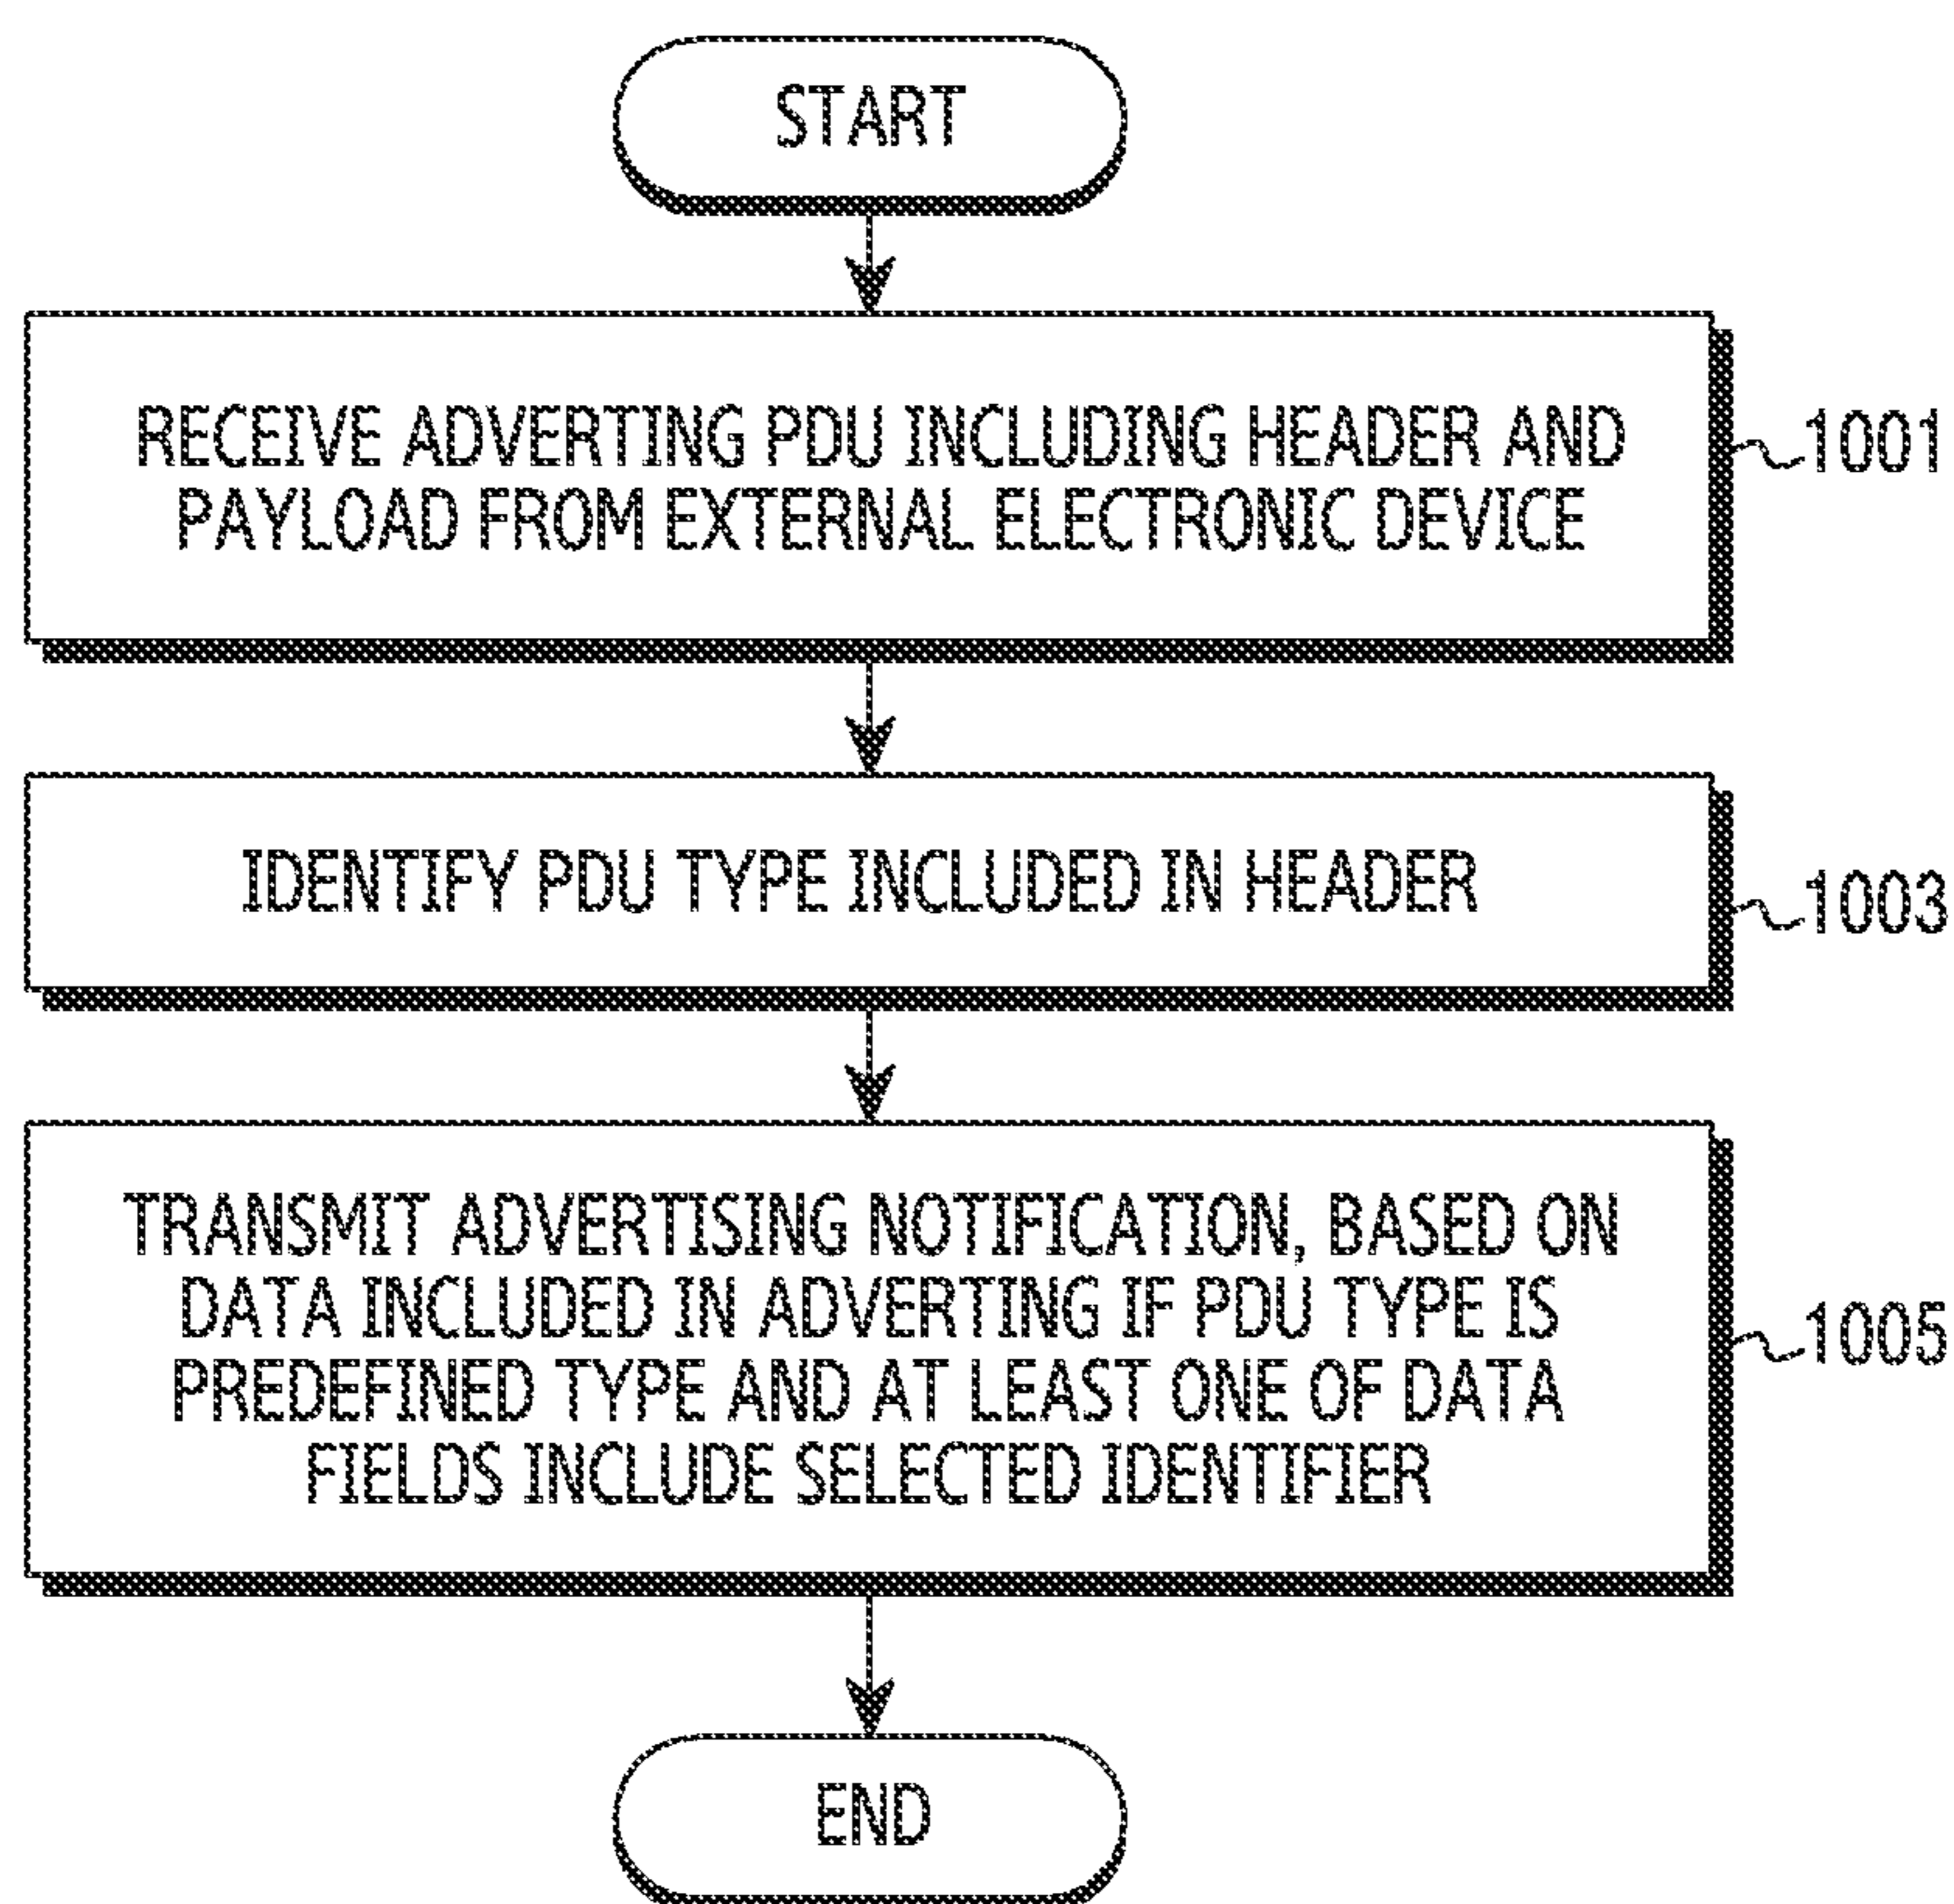 START
RECEIVE ADVERTING PDU INCLUDING HEADER AND
PAYLOAD FROM EXTERNAL ELECTRONIC DEVICE
1001
IDENTIFY PDU TYPE INCLUDED IN HEADER
1003
TRANSMIT ADVERTISING NOTIFICATION, BASED ON
DATA INCLUDED IN ADVERTING IF PDU TYPE IS
PREDEFINED TYPE AND AT LEAST ONE OF DATA
FIELDS INCLUDE SELECTED IDENTIFIER
1005
END